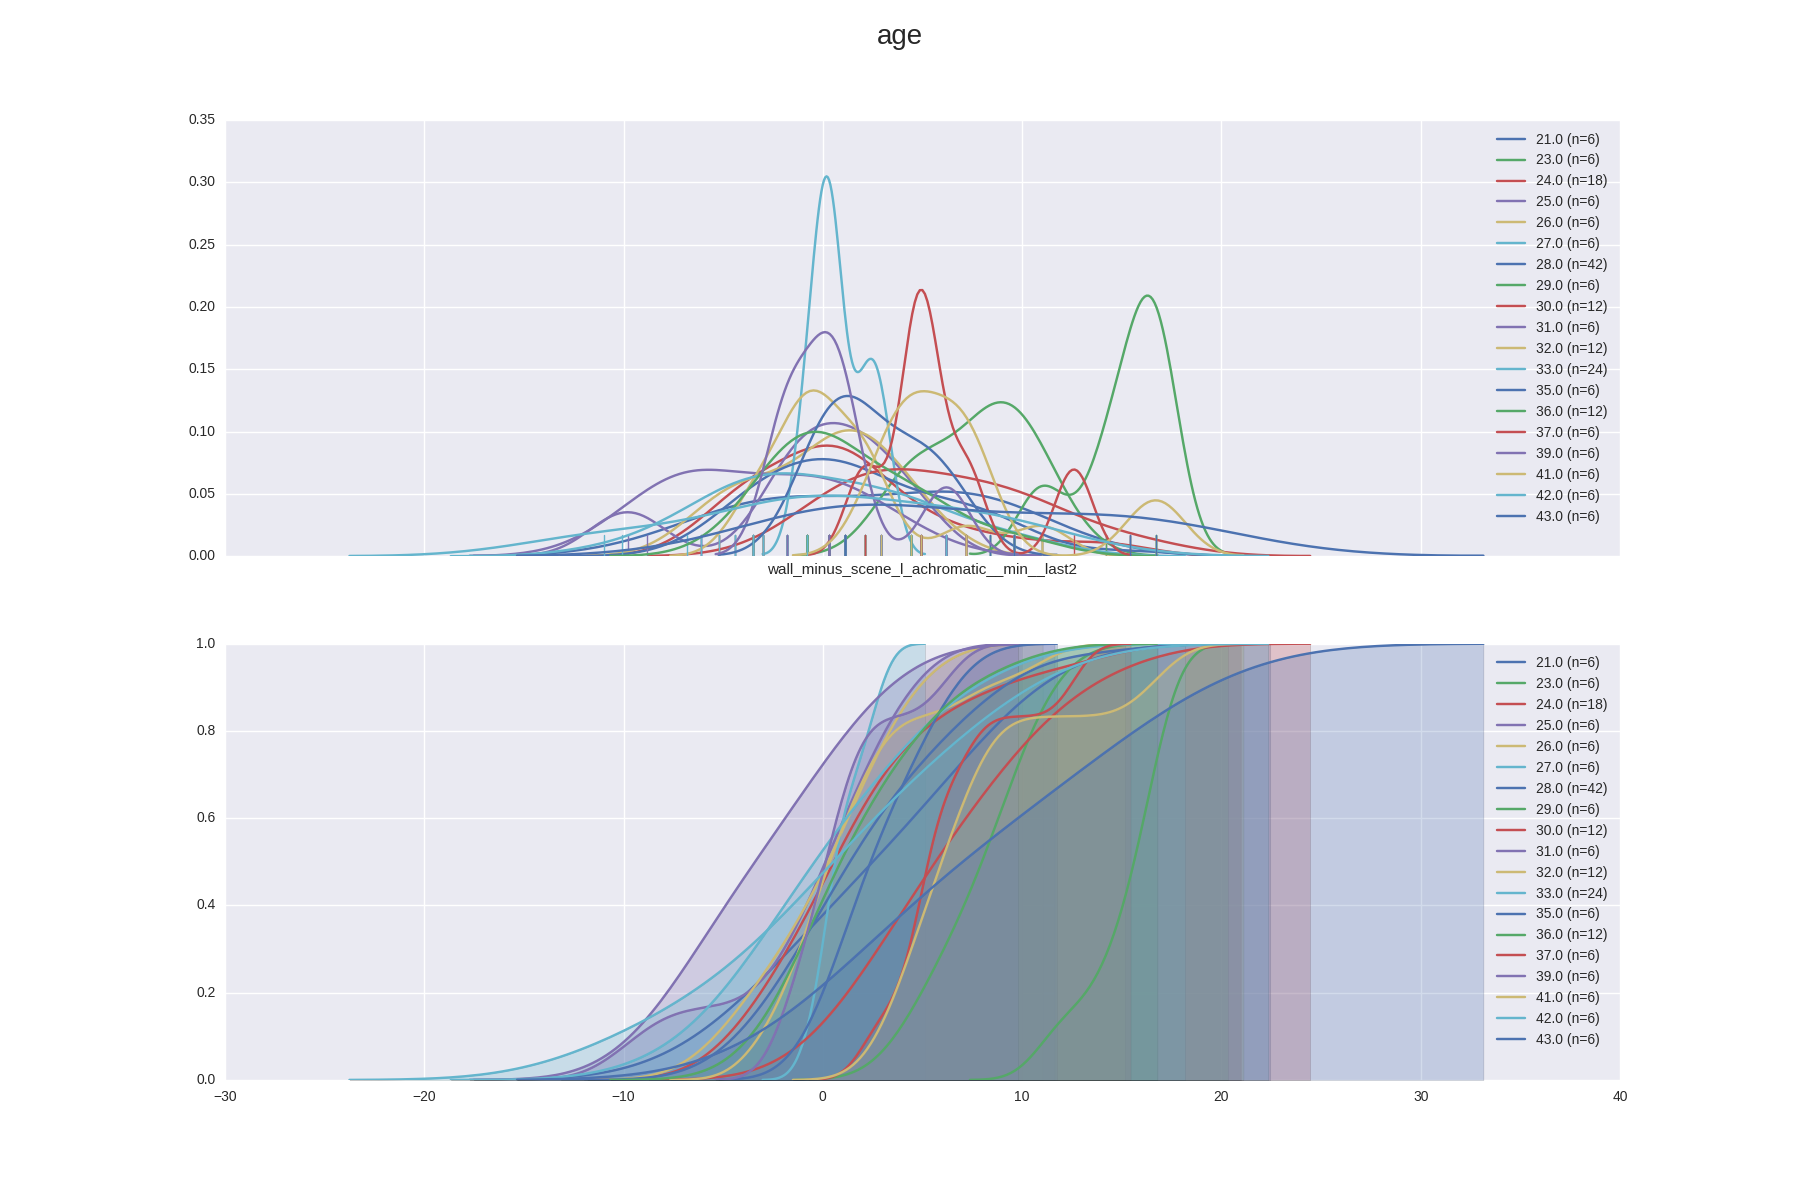 age
0.35
0.30
0.25
0.20
0.15
0.10
0.05
0.00
21.0 (n=6)
23.0 (n=6)
24.0 (n=18)
25.0 (n=6)
26.0 (n=6)
27.0 (n=6)
28.0 (n=42)
29.0 (n=6)
30.0 (n=12)
31.0 (n=6)
32.0 (n=12)
33.0 (n=24)
35.0 (n=6)
36.0 (n=12)
37.0 (n=6)
39.0 (n=6)
41.0 (n=6)
42.0 (n=6)
43.0 (n=6)
wall_minus_scene_l_achromatic__min__last2
1.0
0.8
0.6
0.4
0.2
0.0
21.0 (n=6)
23.0 (n=6)
24.0 (n=18)
25.0 (n=6)
26.0 (n=6)
27.0 (n=6)
28.0 (n=42)
29.0 (n=6)
30.0 (n=12)
31.0 (n=6)
32.0 (n=12)
33.0 (n=24)
35.0 (n=6)
36.0 (n=12)
37.0 (n=6)
39.0 (n=6)
41.0 (n=6)
42.0 (n=6)
43.0 (n=6)
−30 −20 −10 0 10 20 30 40